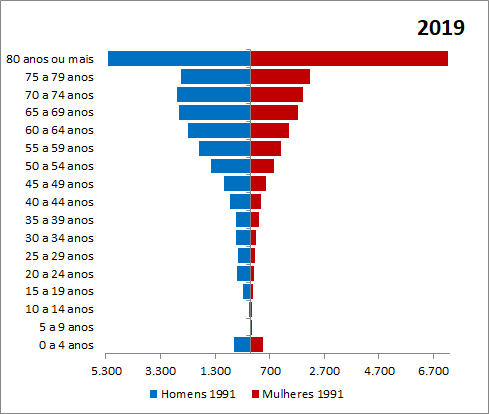 2019
80 anos ou mais
75 a 79 anos
70 a 74 anos
65 a 69 anos
60 a 64 anos
55 a 59 anos
50 a 54 anos
45 a 49 anos
40 a 44 anos
35 a 39 anos
30 a 34 anos
25 a 29 anos
20 a 24 anos
15 a 19 anos
10 a 14 anos
5 a 9 anos
0 a 4 anos
5.300 3.300 1.300 700 2.700 4.700 6.700
Homens 1991 Mulheres 1991